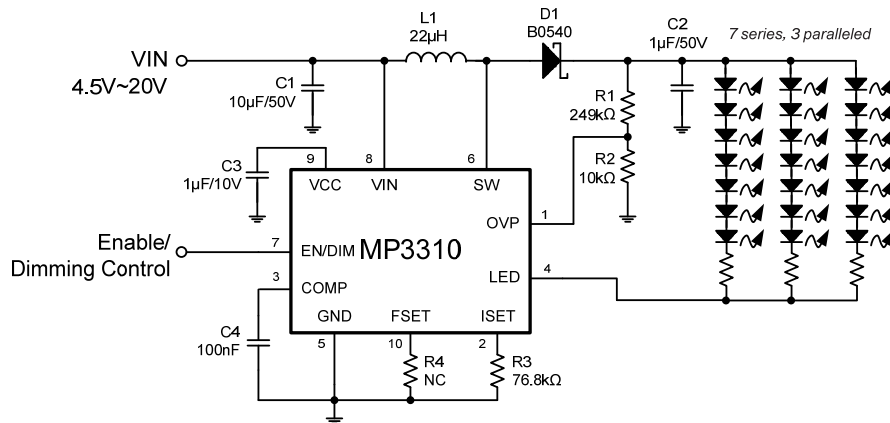 L1
22µH
D1
B0540
C2
1µF/50V
7 series, 3 paralleled
VIN
4.5V~20V
C1
10µF/50V
R1
249kΩ
R2
10kΩ
C3
1µF/10V
9
8
6
VCC
VIN
SW
OVP
1
Enable/
Dimming Control
7
EN/DIM
MP3310
LED
4
3
COMP
GND
FSET
ISET
5
10
2
C4
100nF
R4
NC
R3
76.8kΩ